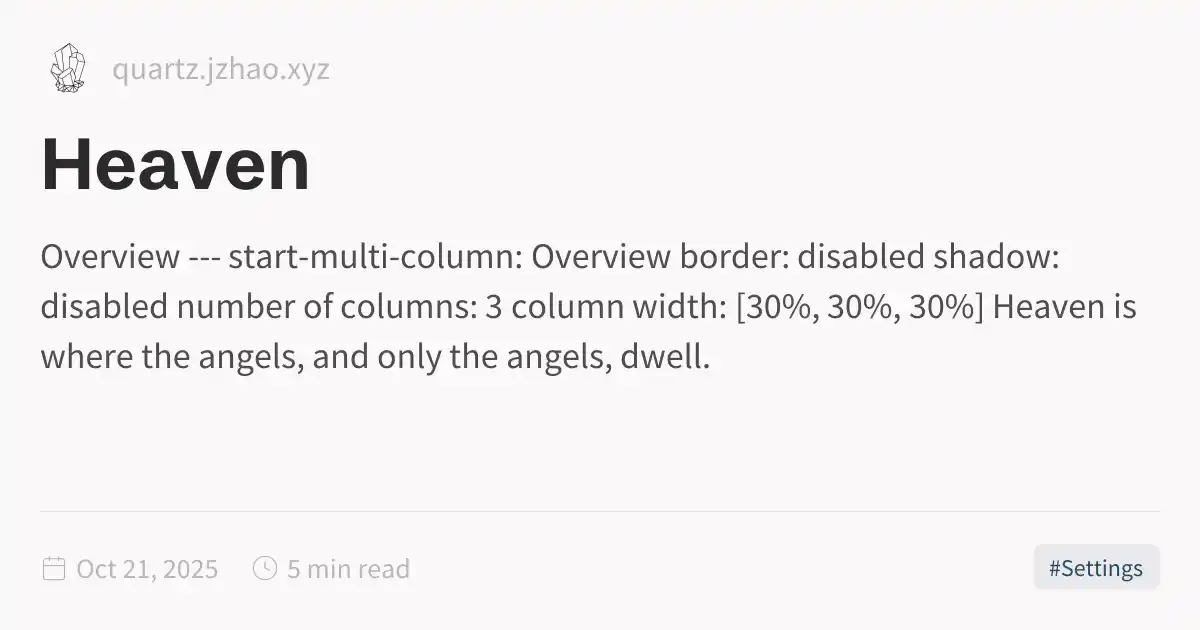 quartz.jzhao.xyz
Heaven
Overview --- start-multi-column: Overview border: disabled shadow:
disabled number of columns: 3 column width: [30%, 30%, 30%] Heaven is
where the angels, and only the angels, dwell.
Oct 21, 2025 5 min read #Settings